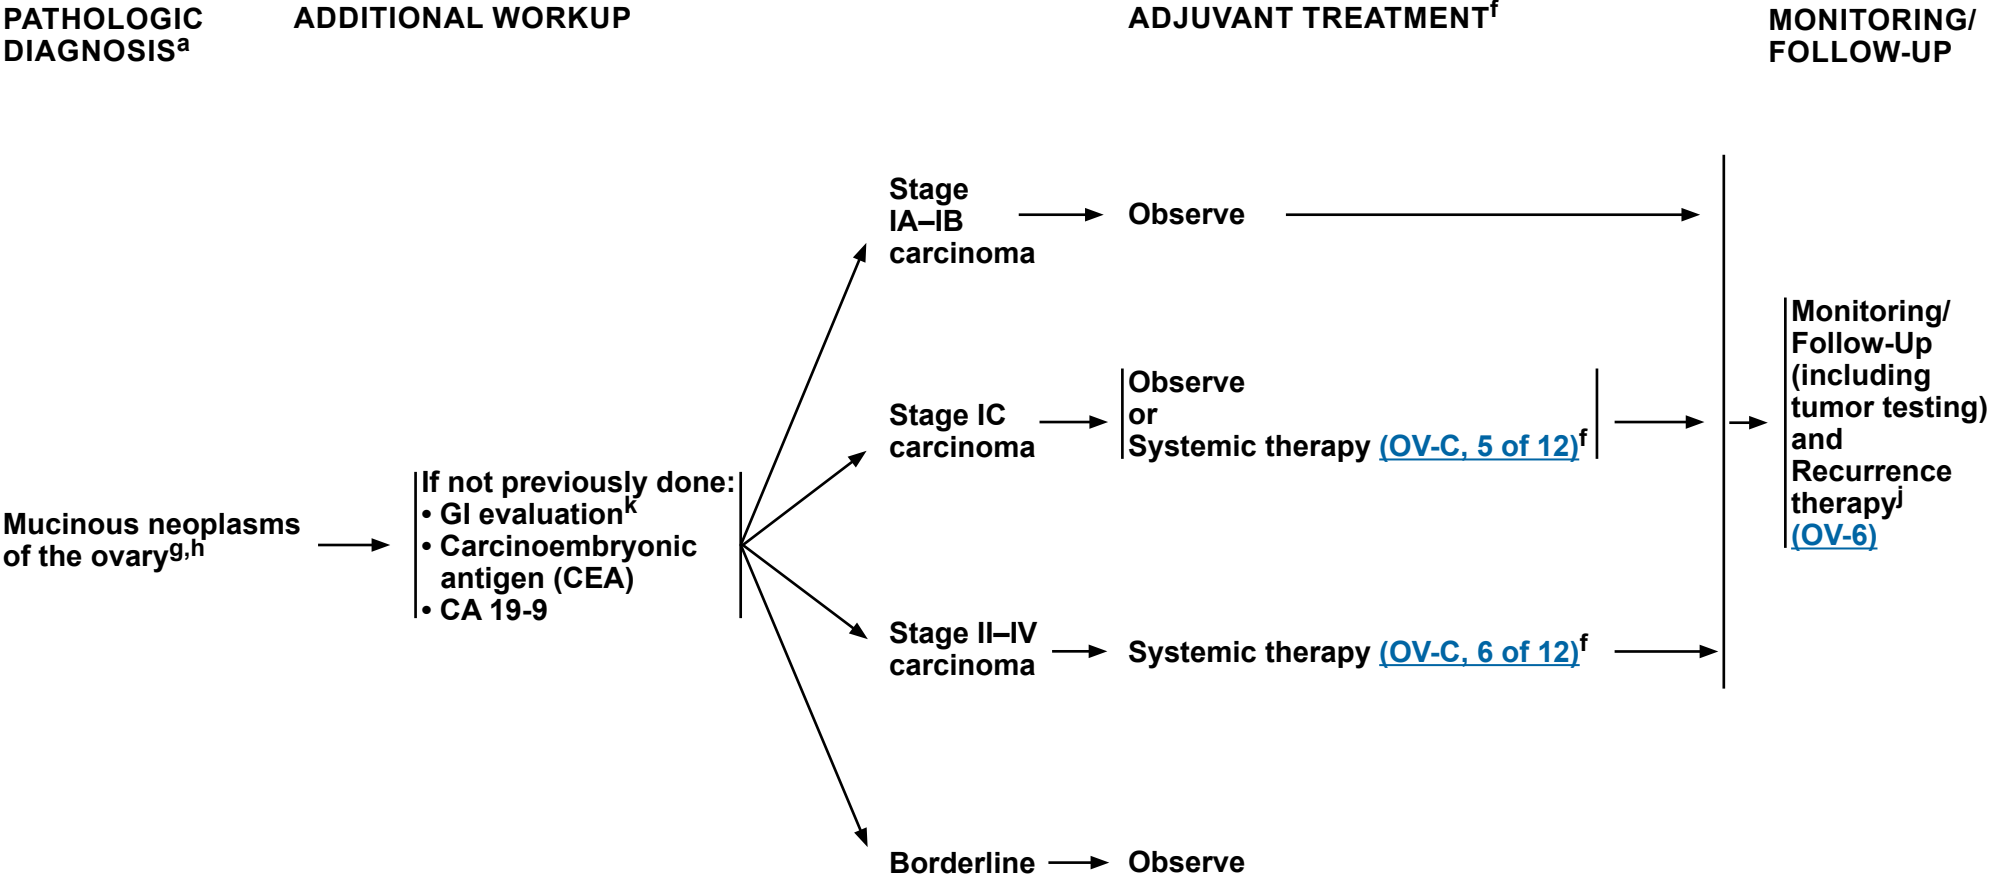 PATHOLOGIC
DIAGNOSISa
ADDITIONAL WORKUP
ADJUVANT TREATMENTf
MONITORING/
FOLLOW-UP
Mucinous neoplasms
of the ovaryg,h
If not previously done:
• GI evaluationk
• Carcinoembryonic
antigen (CEA)
• CA 19-9
Stage
IA–IB
carcinoma
Observe
Stage IC
carcinoma
Observe
or
Systemic therapy (OV-C, 5 of 12)f
Stage II–IV
carcinoma
Systemic therapy (OV-C, 6 of 12)f
Borderline
Observe
Monitoring/
Follow-Up
(including
tumor testing)
and
Recurrence
therapyj
(OV-6)